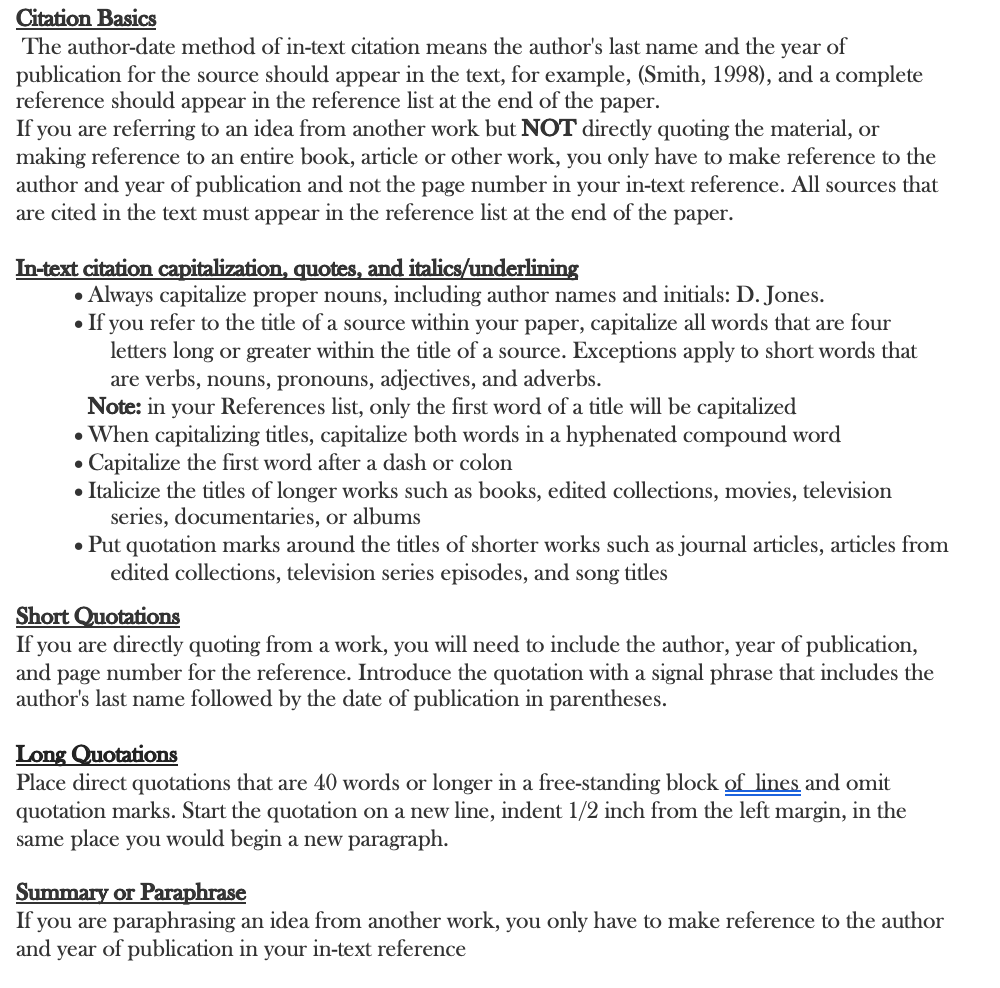 Citation Basics
The author-date method of in-text citation means the author's last name and the year of
publication for the source should appear in the text, for example, (Smith, 1998), and a complete
reference should appear in the reference list at the end of the paper.
If you are referring to an idea from another work but NOT directly quoting the material, or
making reference to an entire book, article or other work, you only have to make reference to the
author and year of publication and not the page number in your in-text reference. All sources that
are cited in the text must appear in the reference list at the end of the paper.
In-text citation capitalization, quotes, and italics/underlining
• Always capitalize proper nouns, including author names and initials: D. Jones.
• If you refer to the title of a source within your paper, capitalize all words that are four
letters long or greater within the title of a source. Exceptions apply to short words that
are verbs, nouns, pronouns, adjectives, and adverbs.
Note: in your References list, only the first word of a title will be capitalized
• When capitalizing titles, capitalize both words in a hyphenated compound word
• Capitalize the first word after a dash or colon
• Italicize the titles of longer works such as books, edited collections, movies, television
series, documentaries, or albums
• Put quotation marks around the titles of shorter works such as journal articles, articles from
edited collections, television series episodes, and song titles
Short Quotations
If you are directly quoting from a work, you will need to include the author, year of publication,
and page number for the reference. Introduce the quotation with a signal phrase that includes the
author's last name followed by the date of publication in parentheses.
Long Quotations
Place direct quotations that are 40 words or longer in a free-standing block of  lines and omit
quotation marks. Start the quotation on a new line, indent 1/2 inch from the left margin, in the
same place you would begin a new paragraph.
Summary or Paraphrase
If you are paraphrasing an idea from another work, you only have to make reference to the author
and year of publication in your in-text reference